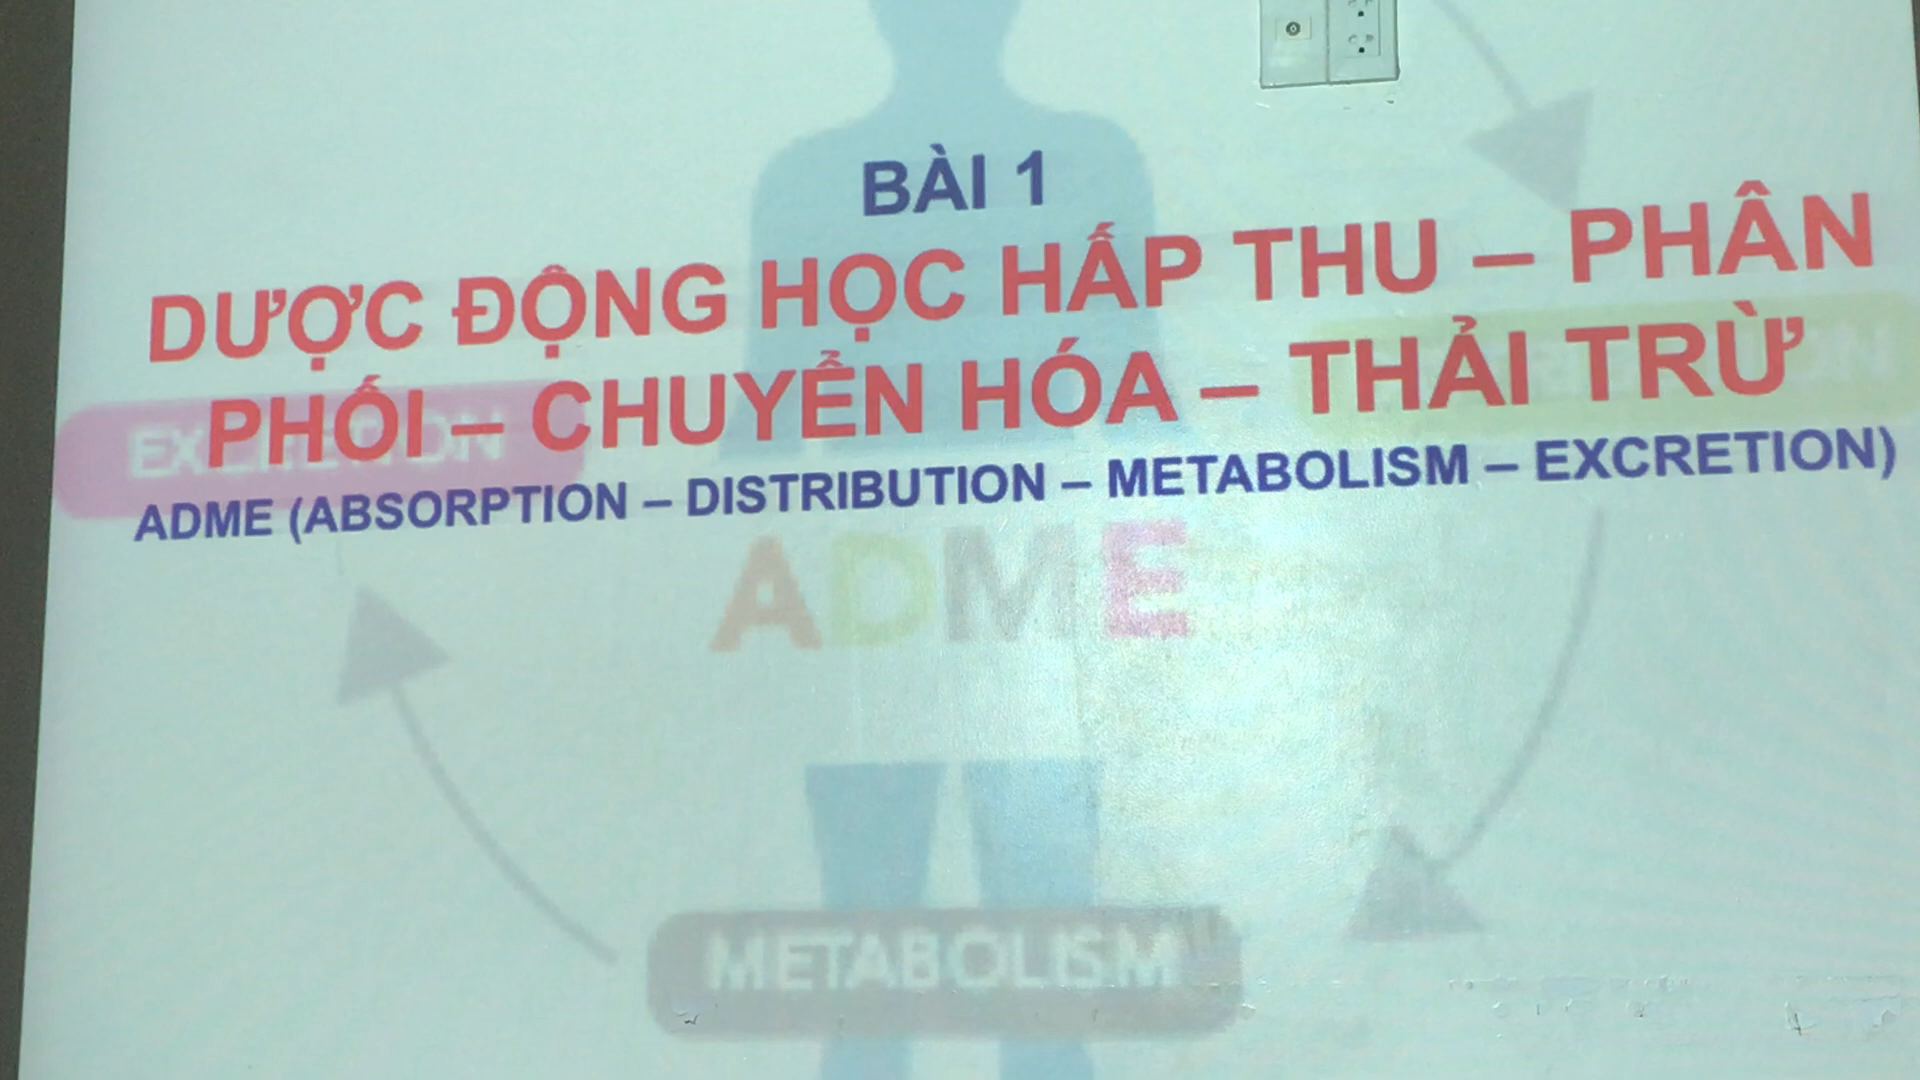 BÀI 1
DƯỢC ĐỘNG HỌC HẤP THU – PHÂN
PHỐI – CHUYỂN HÓA – THẢI TRỪ
EXCRETION
ADME (ABSORPTION – DISTRIBUTION – METABOLISM – EXCRETION)
ADME
METABOLISM